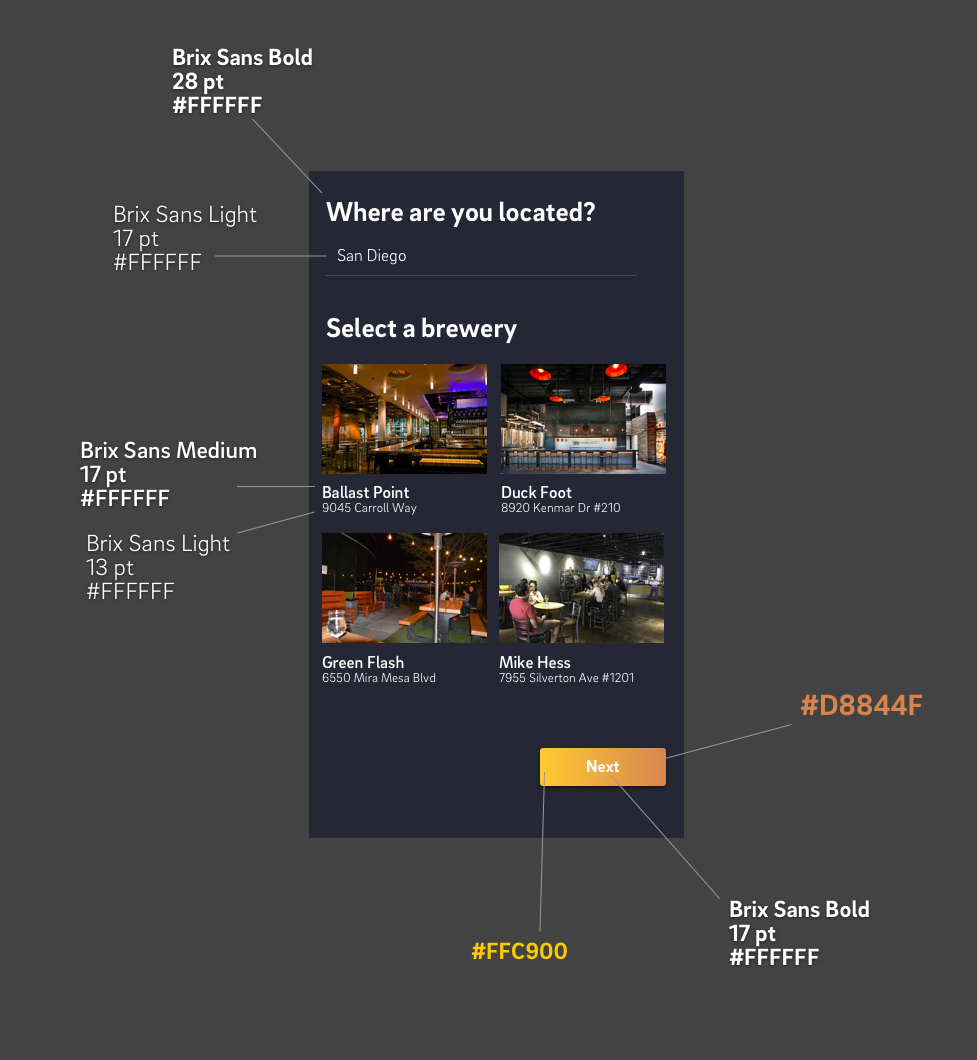 Brix Sans Bold
28 pt
#FFFFFF
Brix Sans Light
17 pt
#FFFFFF
Where are you located?
San Diego
Select a brewery
Brix Sans Medium
17 pt
#FFFFFF
Brix Sans Light
13 pt
#FFFFFF
Ballast Point
9045 Carroll Way
Duck Foot
8920 Kenmar Dr #210
Green Flash
6550 Mira Mesa Blvd
Mike Hess
7955 Silverton Ave #1201
#D8844F
Next
#FFC900
Brix Sans Bold
17 pt
#FFFFFF